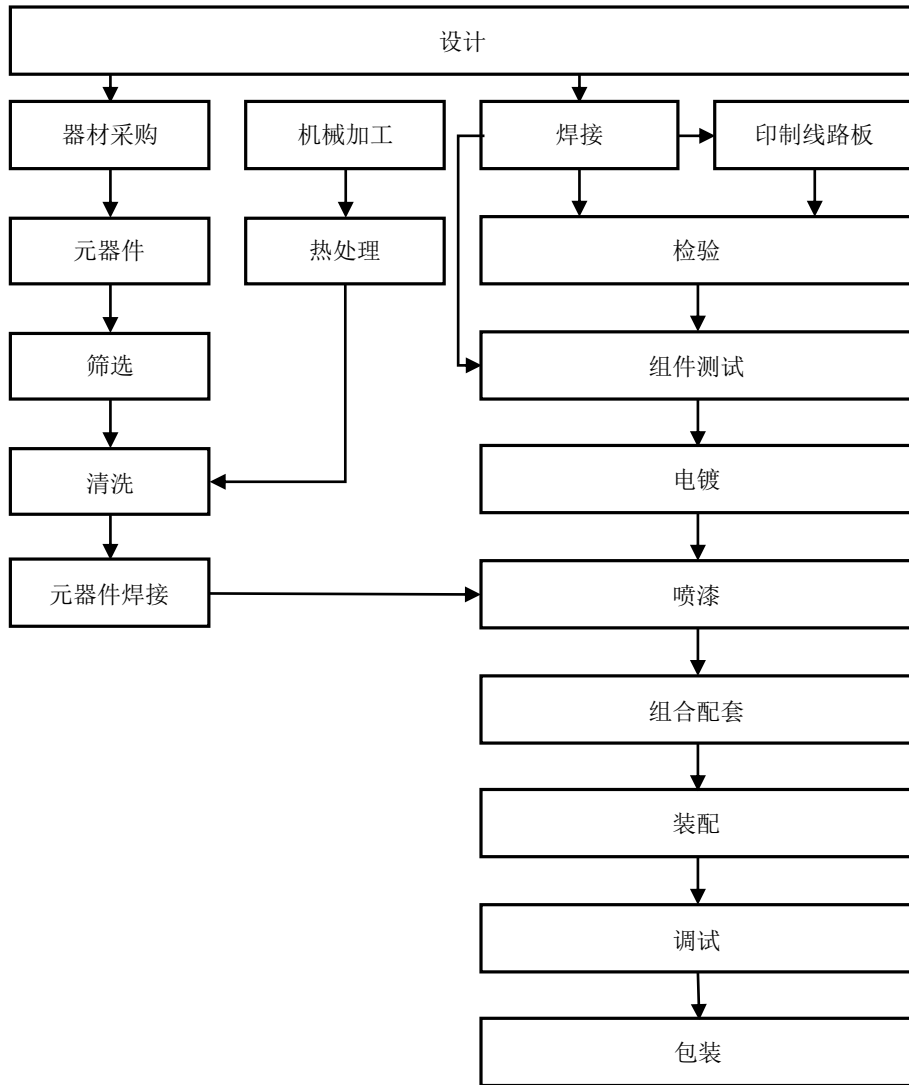 设计
器材采购
机械加工
焊接
印制线路板
元器件
热处理
检验
筛选
组件测试
清洗
电镀
元器件焊接
喷漆
组合配套
装配
调试
包装